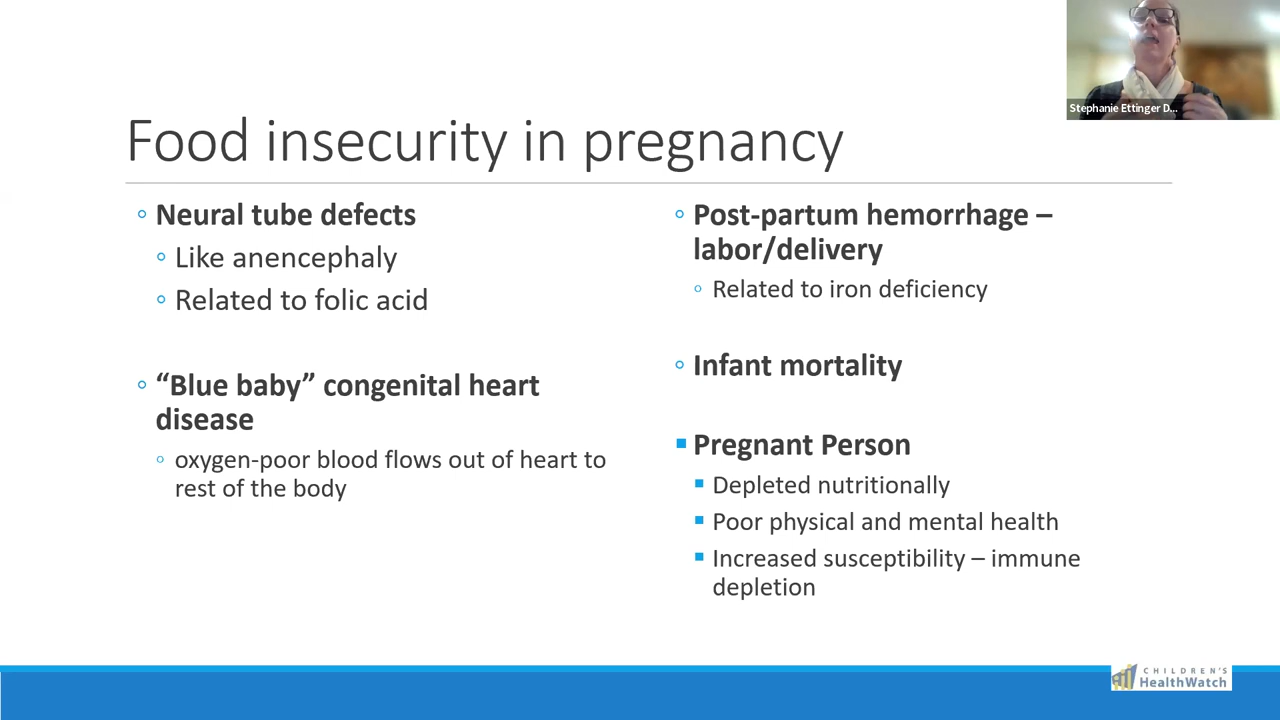 Stephanie Ettinger D...
Food insecurity in pregnancy
Neural tube defects
Like anencephaly
Related to folic acid
“Blue baby” congenital heart
disease
oxygen-poor blood flows out of heart to
rest of the body
Post-partum hemorrhage –
labor/delivery
Related to iron deficiency
Infant mortality
Pregnant Person
Depleted nutritionally
Poor physical and mental health
Increased susceptibility – immune
depletion
CHILDREN'S
HealthWatch